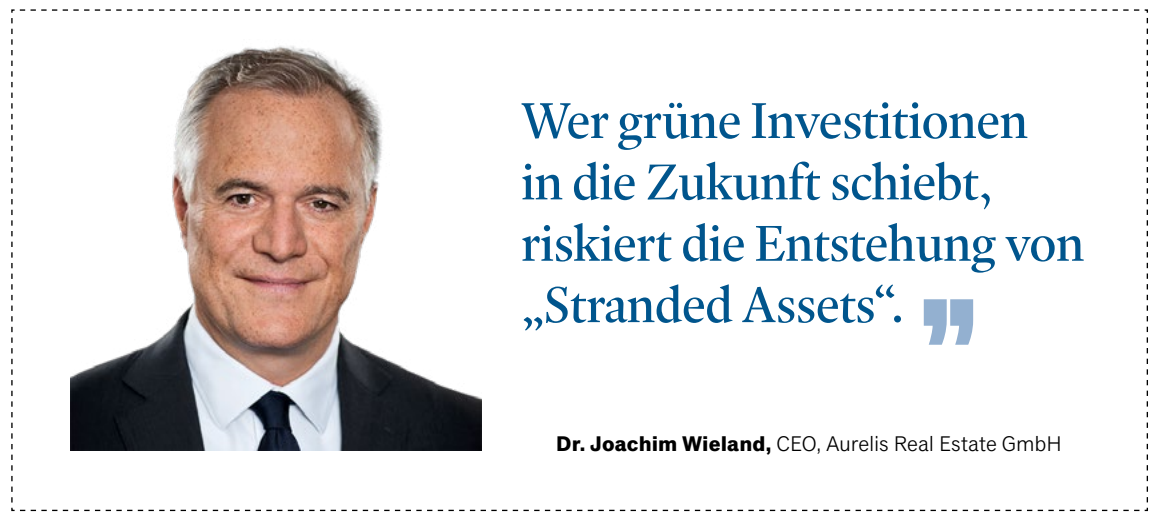 Wer grüne Investitionen
in die Zukunft schiebt,
riskiert die Entstehung von
„Stranded Assets“. ”
Dr. Joachim Wieland, CEO, Aurelis Real Estate GmbH